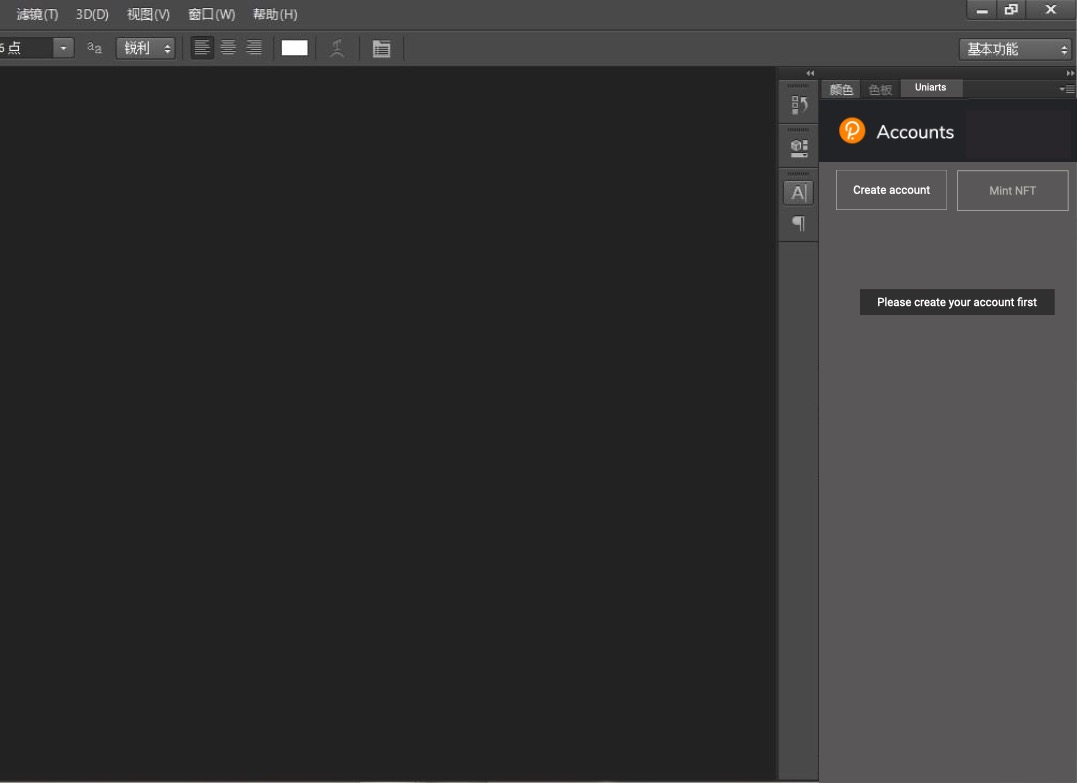 滤镜(T) 3D(D) 视图(V) 窗口(W) 帮助(H)
6 点 aa 锐利 基本功能
颜色 色板 Uniarts
Accounts
Create account Mint NFT
Please create your account first